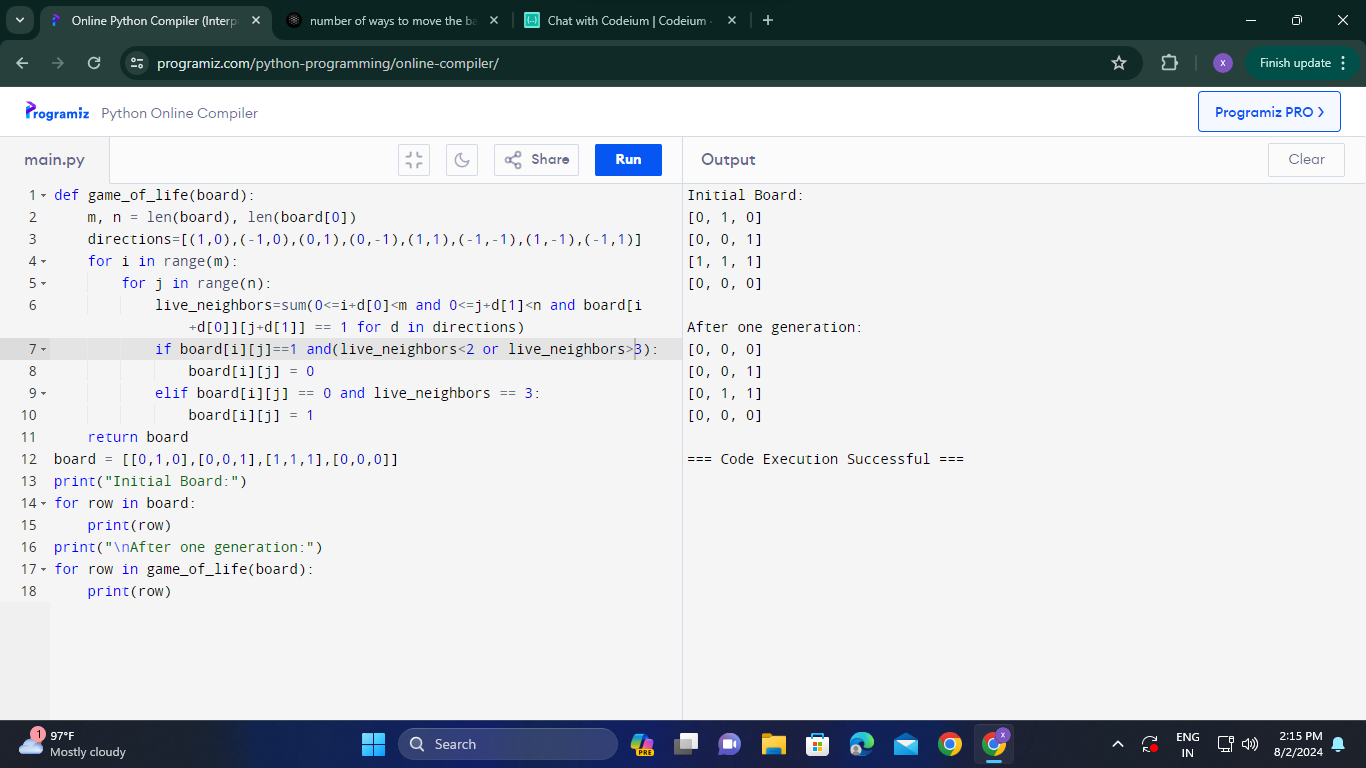 Online Python Compiler (Interp
number of ways to move the ba
Chat with Codeium | Codeium
programiz.com/python-programming/online-compiler/
x
Finish update
Programiz
Python Online Compiler
Programiz PRO
main.py
Share
Run
Output
Clear
1 def game_of_life(board):
2     m, n = len(board), len(board[0])
3     directions=[(1,0),(-1,0),(0,1),(0,-1),(1,1),(-1,-1),(1,-1),(-1,1)]
4     for i in range(m):
5         for j in range(n):
6             live_neighbors=sum(0<=i+d[0]<m and 0<=j+d[1]<n and board[i
+d[0]][j+d[1]] == 1 for d in directions)
7             if board[i][j]==1 and(live_neighbors<2 or live_neighbors>3):
8                 board[i][j] = 0
9             elif board[i][j] == 0 and live_neighbors == 3:
10                 board[i][j] = 1
11     return board
12 board = [[0,1,0],[0,0,1],[1,1,1],[0,0,0]]
13 print("Initial Board:")
14 for row in board:
15     print(row)
16 print("\nAfter one generation:")
17 for row in game_of_life(board):
18     print(row)
Initial Board:
[0, 1, 0]
[0, 0, 1]
[1, 1, 1]
[0, 0, 0]
After one generation:
[0, 0, 0]
[0, 0, 1]
[0, 1, 1]
[0, 0, 0]
=== Code Execution Successful ===
1
97°F
Mostly cloudy
Search
PRE
x
ENG
IN
2:15 PM
8/2/2024